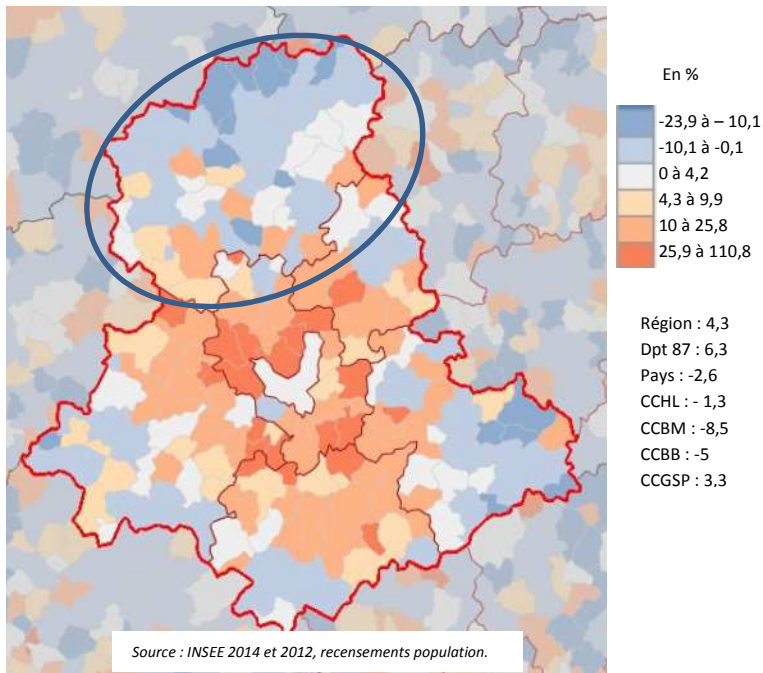 En %
-23,9 à – 10,1
-10,1 à -0,1
0 à 4,2
4,3 à 9,9
10 à 25,8
25,9 à 110,8
Région : 4,3
Dpt 87 : 6,3
Pays : -2,6
CCHL : - 1,3
CCBM : -8,5
CCBB : -5
CCGSP : 3,3
Source : INSEE 2014 et 2012, recensements population.